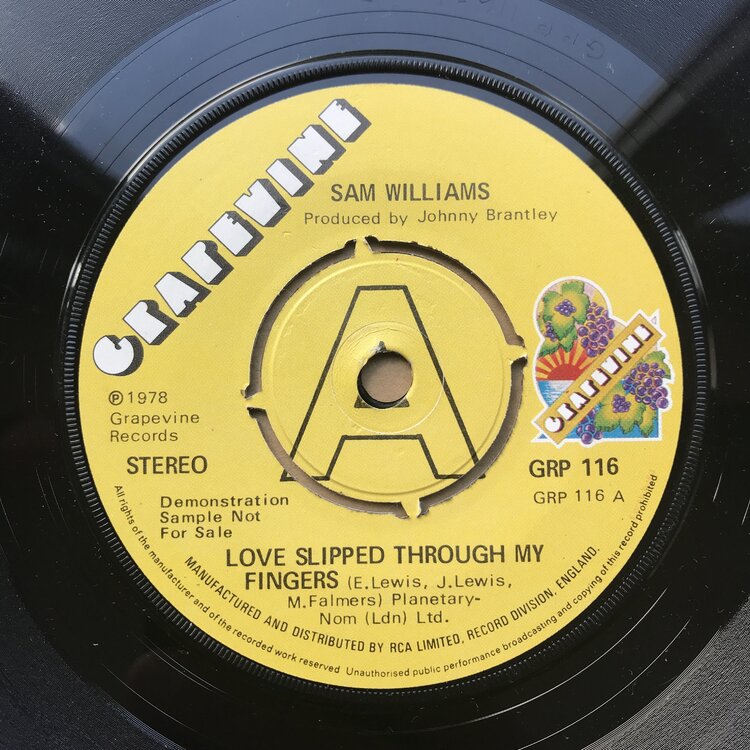 GRAPEVINE
SAM WILLIAMS
Produced by Johnny Brantley
A
GRAPEVINE
℗ 1978
Grapevine
Records
STEREO
GRP 116
GRP 116 A
Demonstration
Sample Not
For Sale
LOVE SLIPPED THROUGH MY
FINGERS (E.Lewis, J.Lewis,
M.Falmers) Planetary-
Nom (Ldn) Ltd.
MANUFACTURED AND DISTRIBUTED BY RCA LIMITED, RECORD DIVISION, ENGLAND.
All rights of the manufacturer and of the recorded work reserved Unauthorised public performance broadcasting and copying of this record prohibited